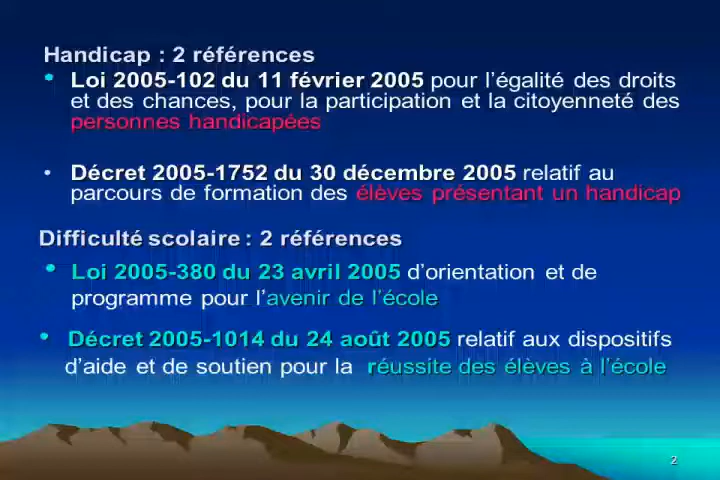 Handicap : 2 références
• Loi 2005-102 du 11 février 2005 pour l'égalité des droits
et des chances, pour la participation et la citoyenneté des
personnes handicapées
• Décret 2005-1752 du 30 décembre 2005 relatif au
parcours de formation des élèves présentant un handicap
Difficulté scolaire : 2 références
• Loi 2005-380 du 23 avril 2005 d'orientation et de
programme pour l'avenir de l'école
• Décret 2005-1014 du 24 août 2005 relatif aux dispositifs
d'aide et de soutien pour la réussite des élèves à l'école
2